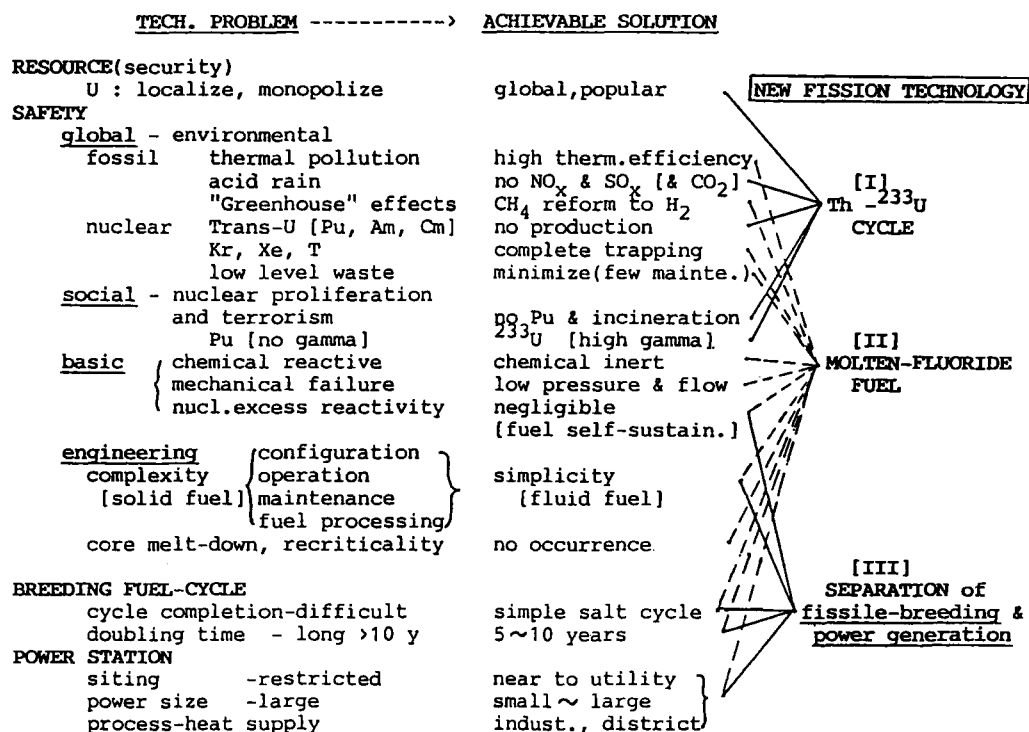 TECH. PROBLEM -----------> ACHIEVABLE SOLUTION
RESOURCE(security)
U : localize, monopolize global,popular NEW FISSION TECHNOLOGY
SAFETY
global - environmental
fossil thermal pollution high therm.efficiency
acid rain no NOx & SOx [& CO2] [I]
"Greenhouse" effects CH4 reform to H2 Th -233U
nuclear Trans-U [Pu, Am, Cm] no production CYCLE
Kr, Xe, T complete trapping
low level waste minimize(few mainte.)
social - nuclear proliferation
and terrorism no Pu & incineration
Pu [no gamma] 233U [high gamma] [II]
basic chemical reactive chemical inert MOLTEN-FLUORIDE
mechanical failure low pressure & flow FUEL
nucl.excess reactivity negligible
[fuel self-sustain.]
engineering configuration
complexity operation simplicity
[solid fuel] maintenance [fluid fuel]
fuel processing
core melt-down, recriticality no occurrence
[III]
BREEDING FUEL-CYCLE SEPARATION of
cycle completion-difficult simple salt cycle fissile-breeding &
doubling time - long >10 y 5~10 years power generation
POWER STATION
siting -restricted near to utility
power size -large small ~ large
process-heat supply indust., district